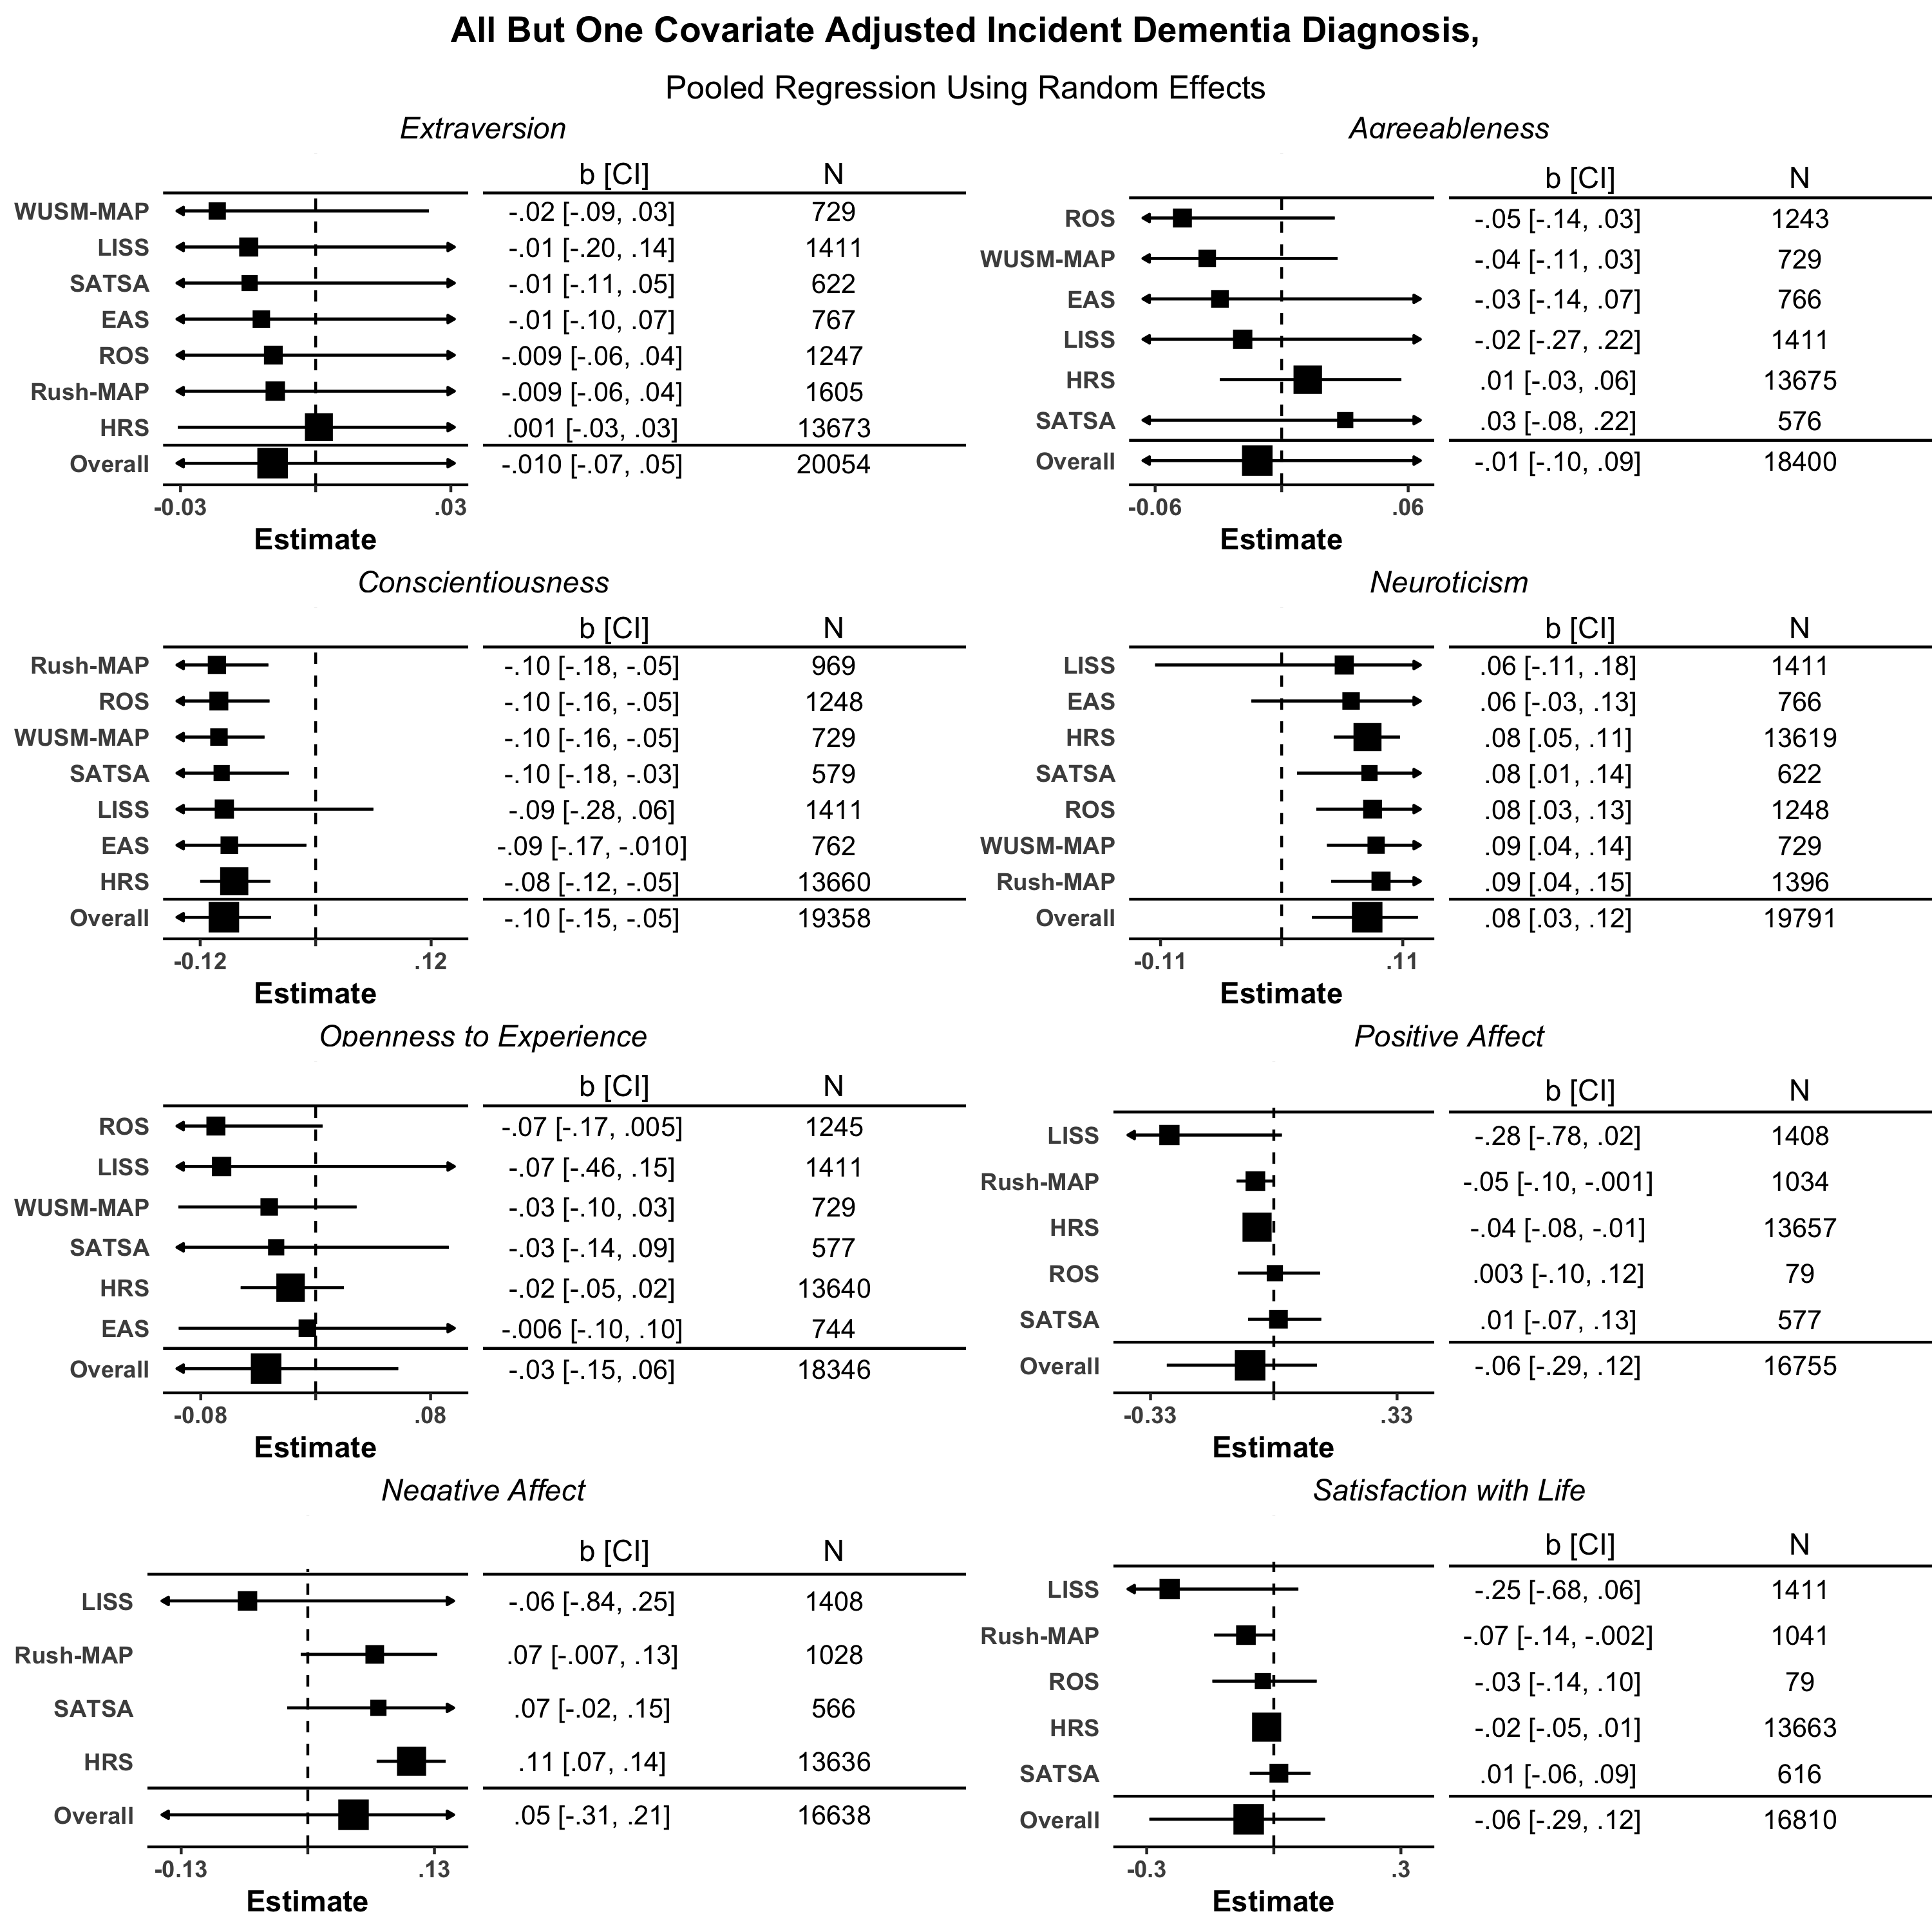 All But One Covariate Adjusted Incident Dementia Diagnosis,
Pooled Regression Using Random Effects
Extraversion
b [CI] N
WUSM-MAP -.02 [-.09, .03] 729
LISS -.01 [-.20, .14] 1411
SATSA -.01 [-.11, .05] 622
EAS -.01 [-.10, .07] 767
ROS -.009 [-.06, .04] 1247
Rush-MAP -.009 [-.06, .04] 1605
HRS .001 [-.03, .03] 13673
Overall -.010 [-.07, .05] 20054
-0.03 .03
Estimate
Agreeableness
b [CI] N
ROS -.05 [-.14, .03] 1243
WUSM-MAP -.04 [-.11, .03] 729
EAS -.03 [-.14, .07] 766
LISS -.02 [-.27, .22] 1411
HRS .01 [-.03, .06] 13675
SATSA .03 [-.08, .22] 576
Overall -.01 [-.10, .09] 18400
-0.06 .06
Estimate
Conscientiousness
b [CI] N
Rush-MAP -.10 [-.18, -.05] 969
ROS -.10 [-.16, -.05] 1248
WUSM-MAP -.10 [-.16, -.05] 729
SATSA -.10 [-.18, -.03] 579
LISS -.09 [-.28, .06] 1411
EAS -.09 [-.17, -.010] 762
HRS -.08 [-.12, -.05] 13660
Overall -.10 [-.15, -.05] 19358
-0.12 .12
Estimate
Neuroticism
b [CI] N
LISS .06 [-.11, .18] 1411
EAS .06 [-.03, .13] 766
HRS .08 [.05, .11] 13619
SATSA .08 [.01, .14] 622
ROS .08 [.03, .13] 1248
WUSM-MAP .09 [.04, .14] 729
Rush-MAP .09 [.04, .15] 1396
Overall .08 [.03, .12] 19791
-0.11 .11
Estimate
Openness to Experience
b [CI] N
ROS -.07 [-.17, .005] 1245
LISS -.07 [-.46, .15] 1411
WUSM-MAP -.03 [-.10, .03] 729
SATSA -.03 [-.14, .09] 577
HRS -.02 [-.05, .02] 13640
EAS -.006 [-.10, .10] 744
Overall -.03 [-.15, .06] 18346
-0.08 .08
Estimate
Positive Affect
b [CI] N
LISS -.28 [-.78, .02] 1408
Rush-MAP -.05 [-.10, -.001] 1034
HRS -.04 [-.08, -.01] 13657
ROS .003 [-.10, .12] 79
SATSA .01 [-.07, .13] 577
Overall -.06 [-.29, .12] 16755
-0.33 .33
Estimate
Negative Affect
b [CI] N
LISS -.06 [-.84, .25] 1408
Rush-MAP .07 [-.007, .13] 1028
SATSA .07 [-.02, .15] 566
HRS .11 [.07, .14] 13636
Overall .05 [-.31, .21] 16638
-0.13 .13
Estimate
Satisfaction with Life
b [CI] N
LISS -.25 [-.68, .06] 1411
Rush-MAP -.07 [-.14, -.002] 1041
ROS -.03 [-.14, .10] 79
HRS -.02 [-.05, .01] 13663
SATSA .01 [-.06, .09] 616
Overall -.06 [-.29, .12] 16810
-0.3 .3
Estimate